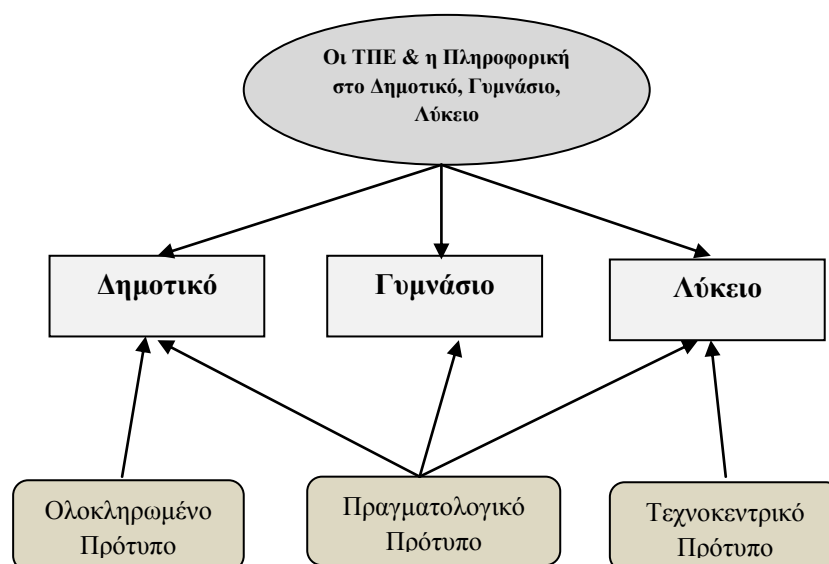 Οι ΤΠΕ & η Πληροφορική
στο Δημοτικό, Γυμνάσιο,
Λύκειο
Δημοτικό
Γυμνάσιο
Λύκειο
Ολοκληρωμένο
Πρότυπο
Πραγματολογικό
Πρότυπο
Τεχνοκεντρικό
Πρότυπο